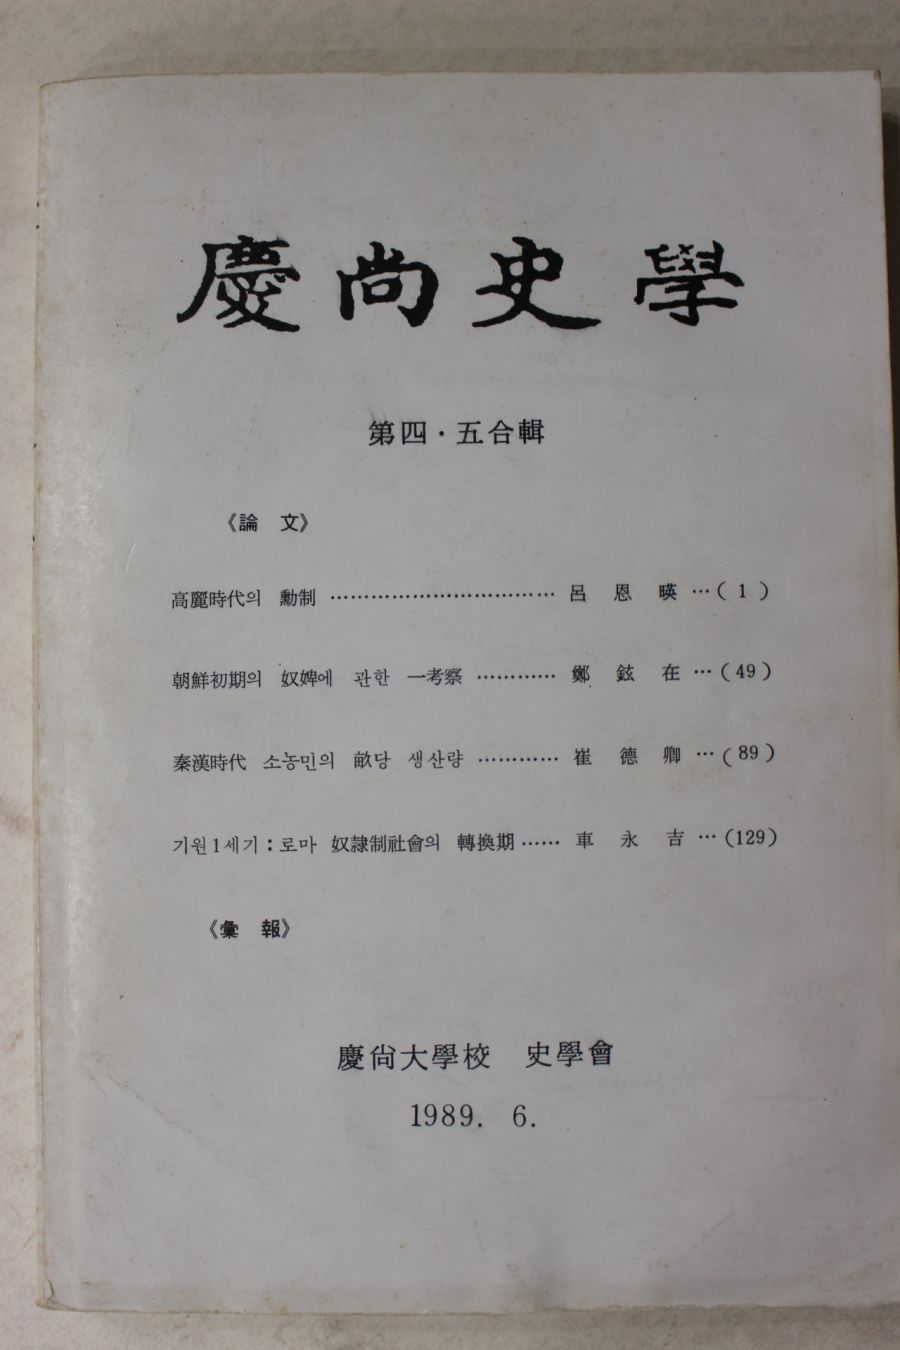 慶尚史學
第四·五合輯
《論 文》
高麗時代의 勳制 ………………………… 呂 恩 暎 …( 1 )
朝鮮初期의 奴婢에 관한 一考察 ………… 鄭 鉉 在 …(49)
秦漢時代 소농민의 畝당 생산량 ………… 崔 德 卿 …(89)
기원1세기：로마 奴隷制社會의 轉換期…… 車 永 吉 …(129)
《彙 報》
慶尙大學校 史學會
1989. 6.